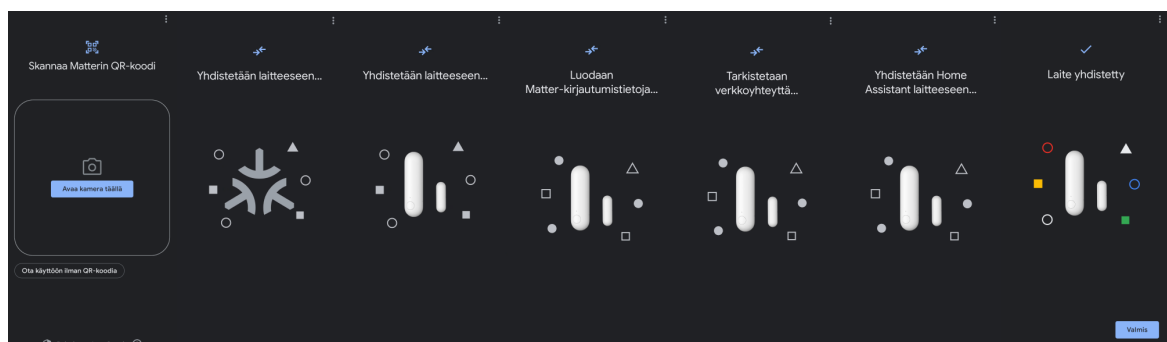 Skannaa Matterin QR-koodi
Avaa kamera täällä
Ota käyttöön ilman QR-koodia
Yhdistetään laitteeseen...
Yhdistetään laitteeseen...
Luodaan
Matter-kirjautumistietoja...
Tarkistetaan
verkkoyhteyttä...
Yhdistetään Home
Assistant laitteeseen...
Laite yhdistetty
Valmis